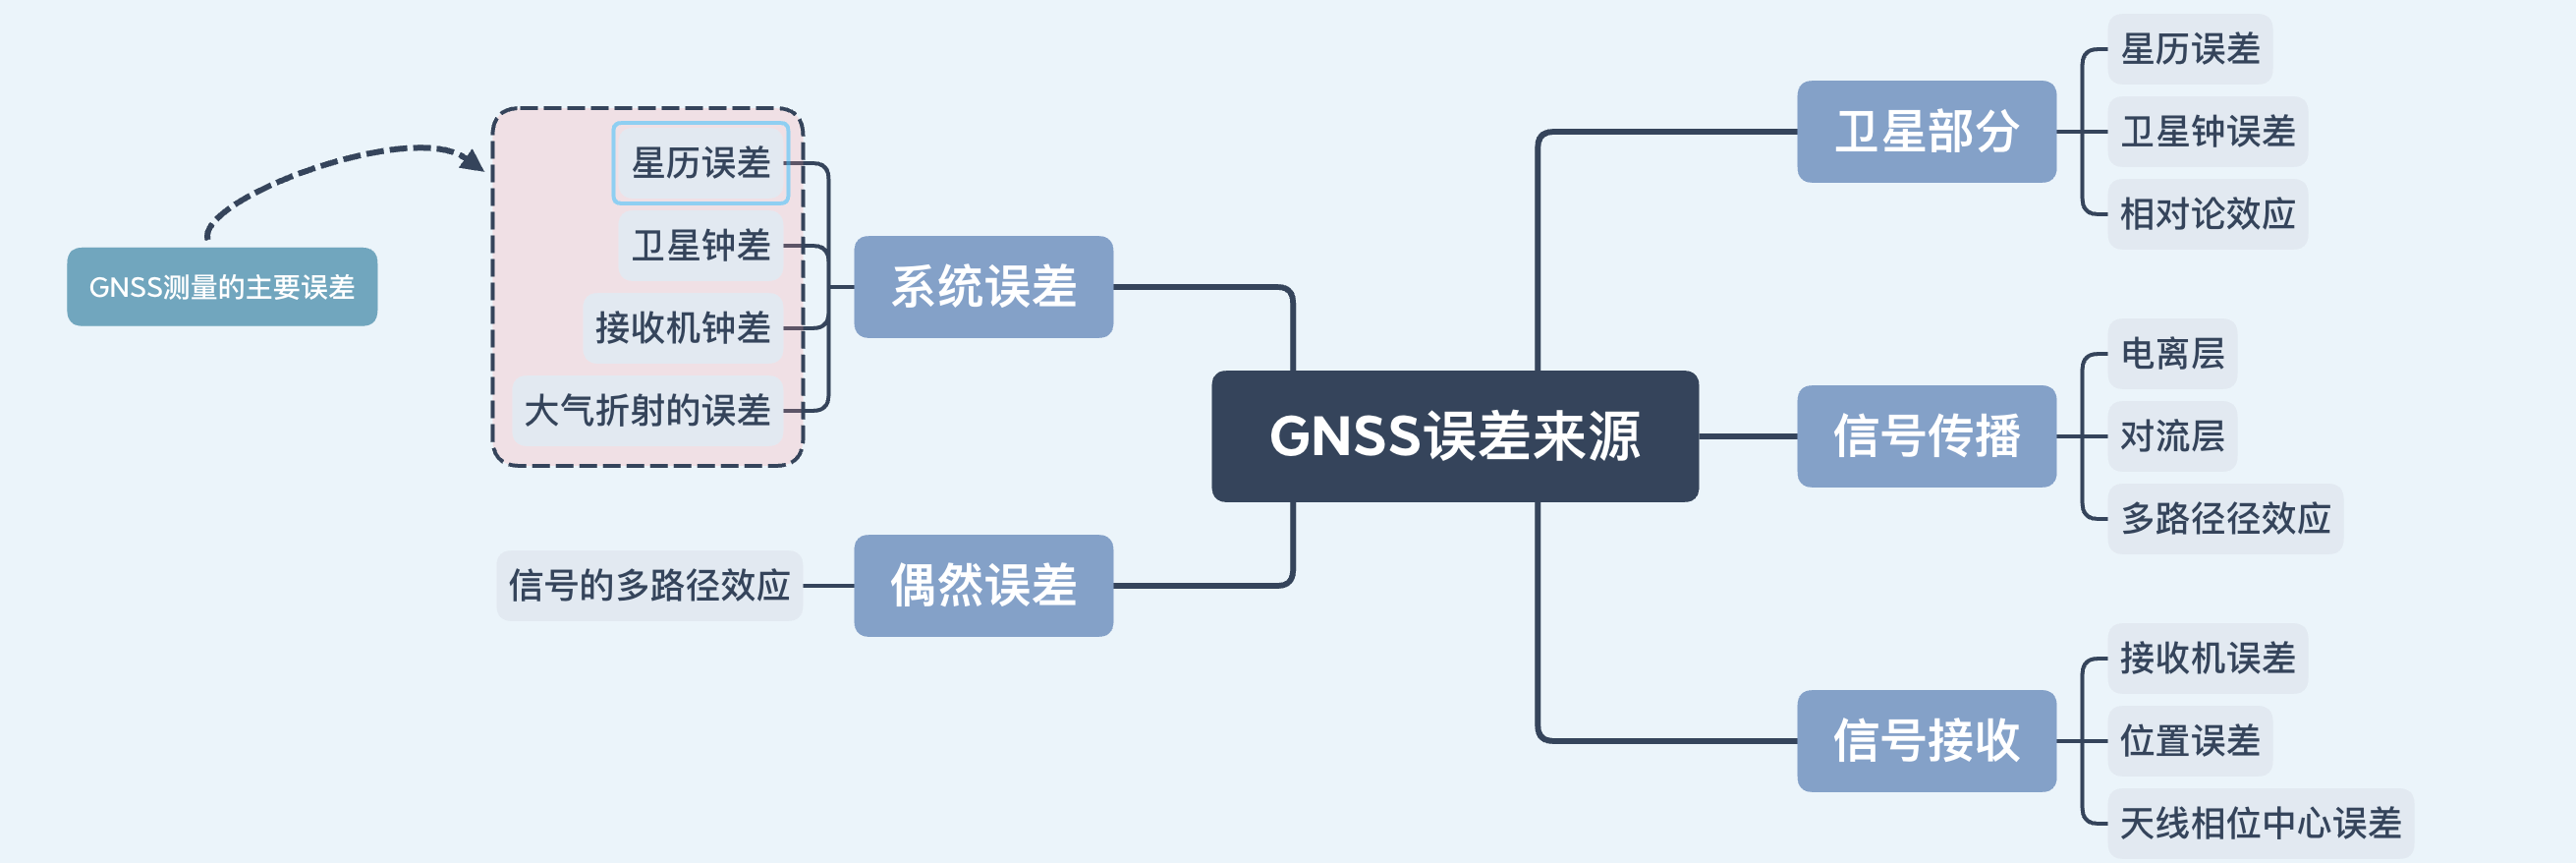 GNSS误差来源
卫星部分
星历误差
卫星钟误差
相对论效应
信号传播
电离层
对流层
多路径径效应
信号接收
接收机误差
位置误差
天线相位中心误差
系统误差
星历误差
卫星钟差
接收机钟差
大气折射的误差
GNSS测量的主要误差
偶然误差
信号的多路径效应